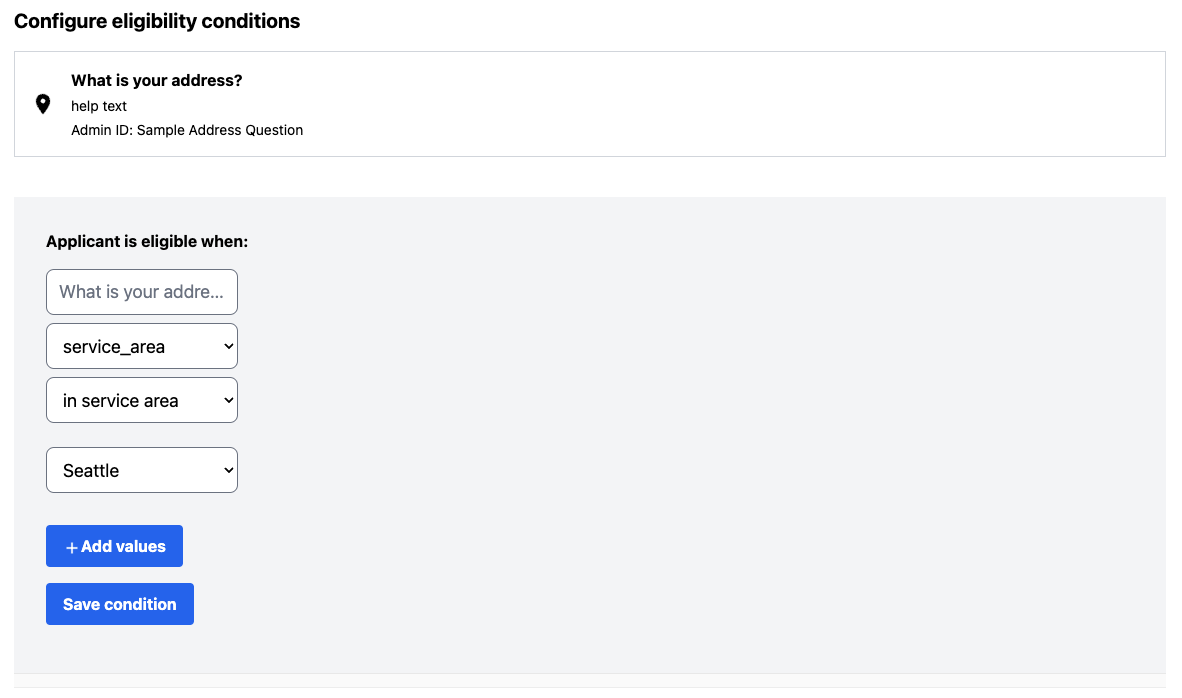 Configure eligibility conditions
What is your address?
help text
Admin ID: Sample Address Question
Applicant is eligible when:
What is your addre...
service_area
in service area
Seattle
+ Add values
Save condition